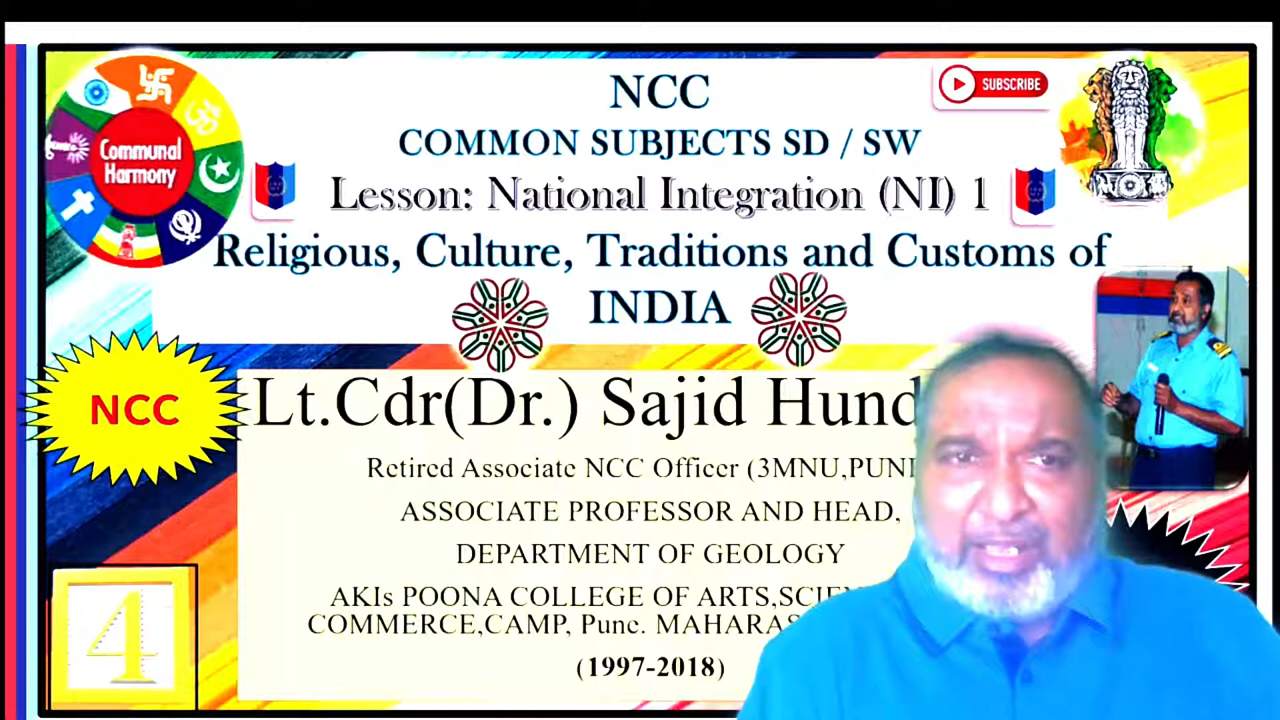 Communal
Harmony
NCC
SUBSCRIBE
COMMON SUBJECTS SD / SW
Lesson: National Integration (NI) 1
Religious, Culture, Traditions and Customs of
INDIA
NCC
Lt.Cdr(Dr.) Sajid Hund
Retired Associate NCC Officer (3MNU,PUN
ASSOCIATE PROFESSOR AND HEAD,
DEPARTMENT OF GEOLOGY
AKIs POONA COLLEGE OF ARTS,SCIEN
COMMERCE,CAMP, Pune. MAHARAS
(1997-2018)
4